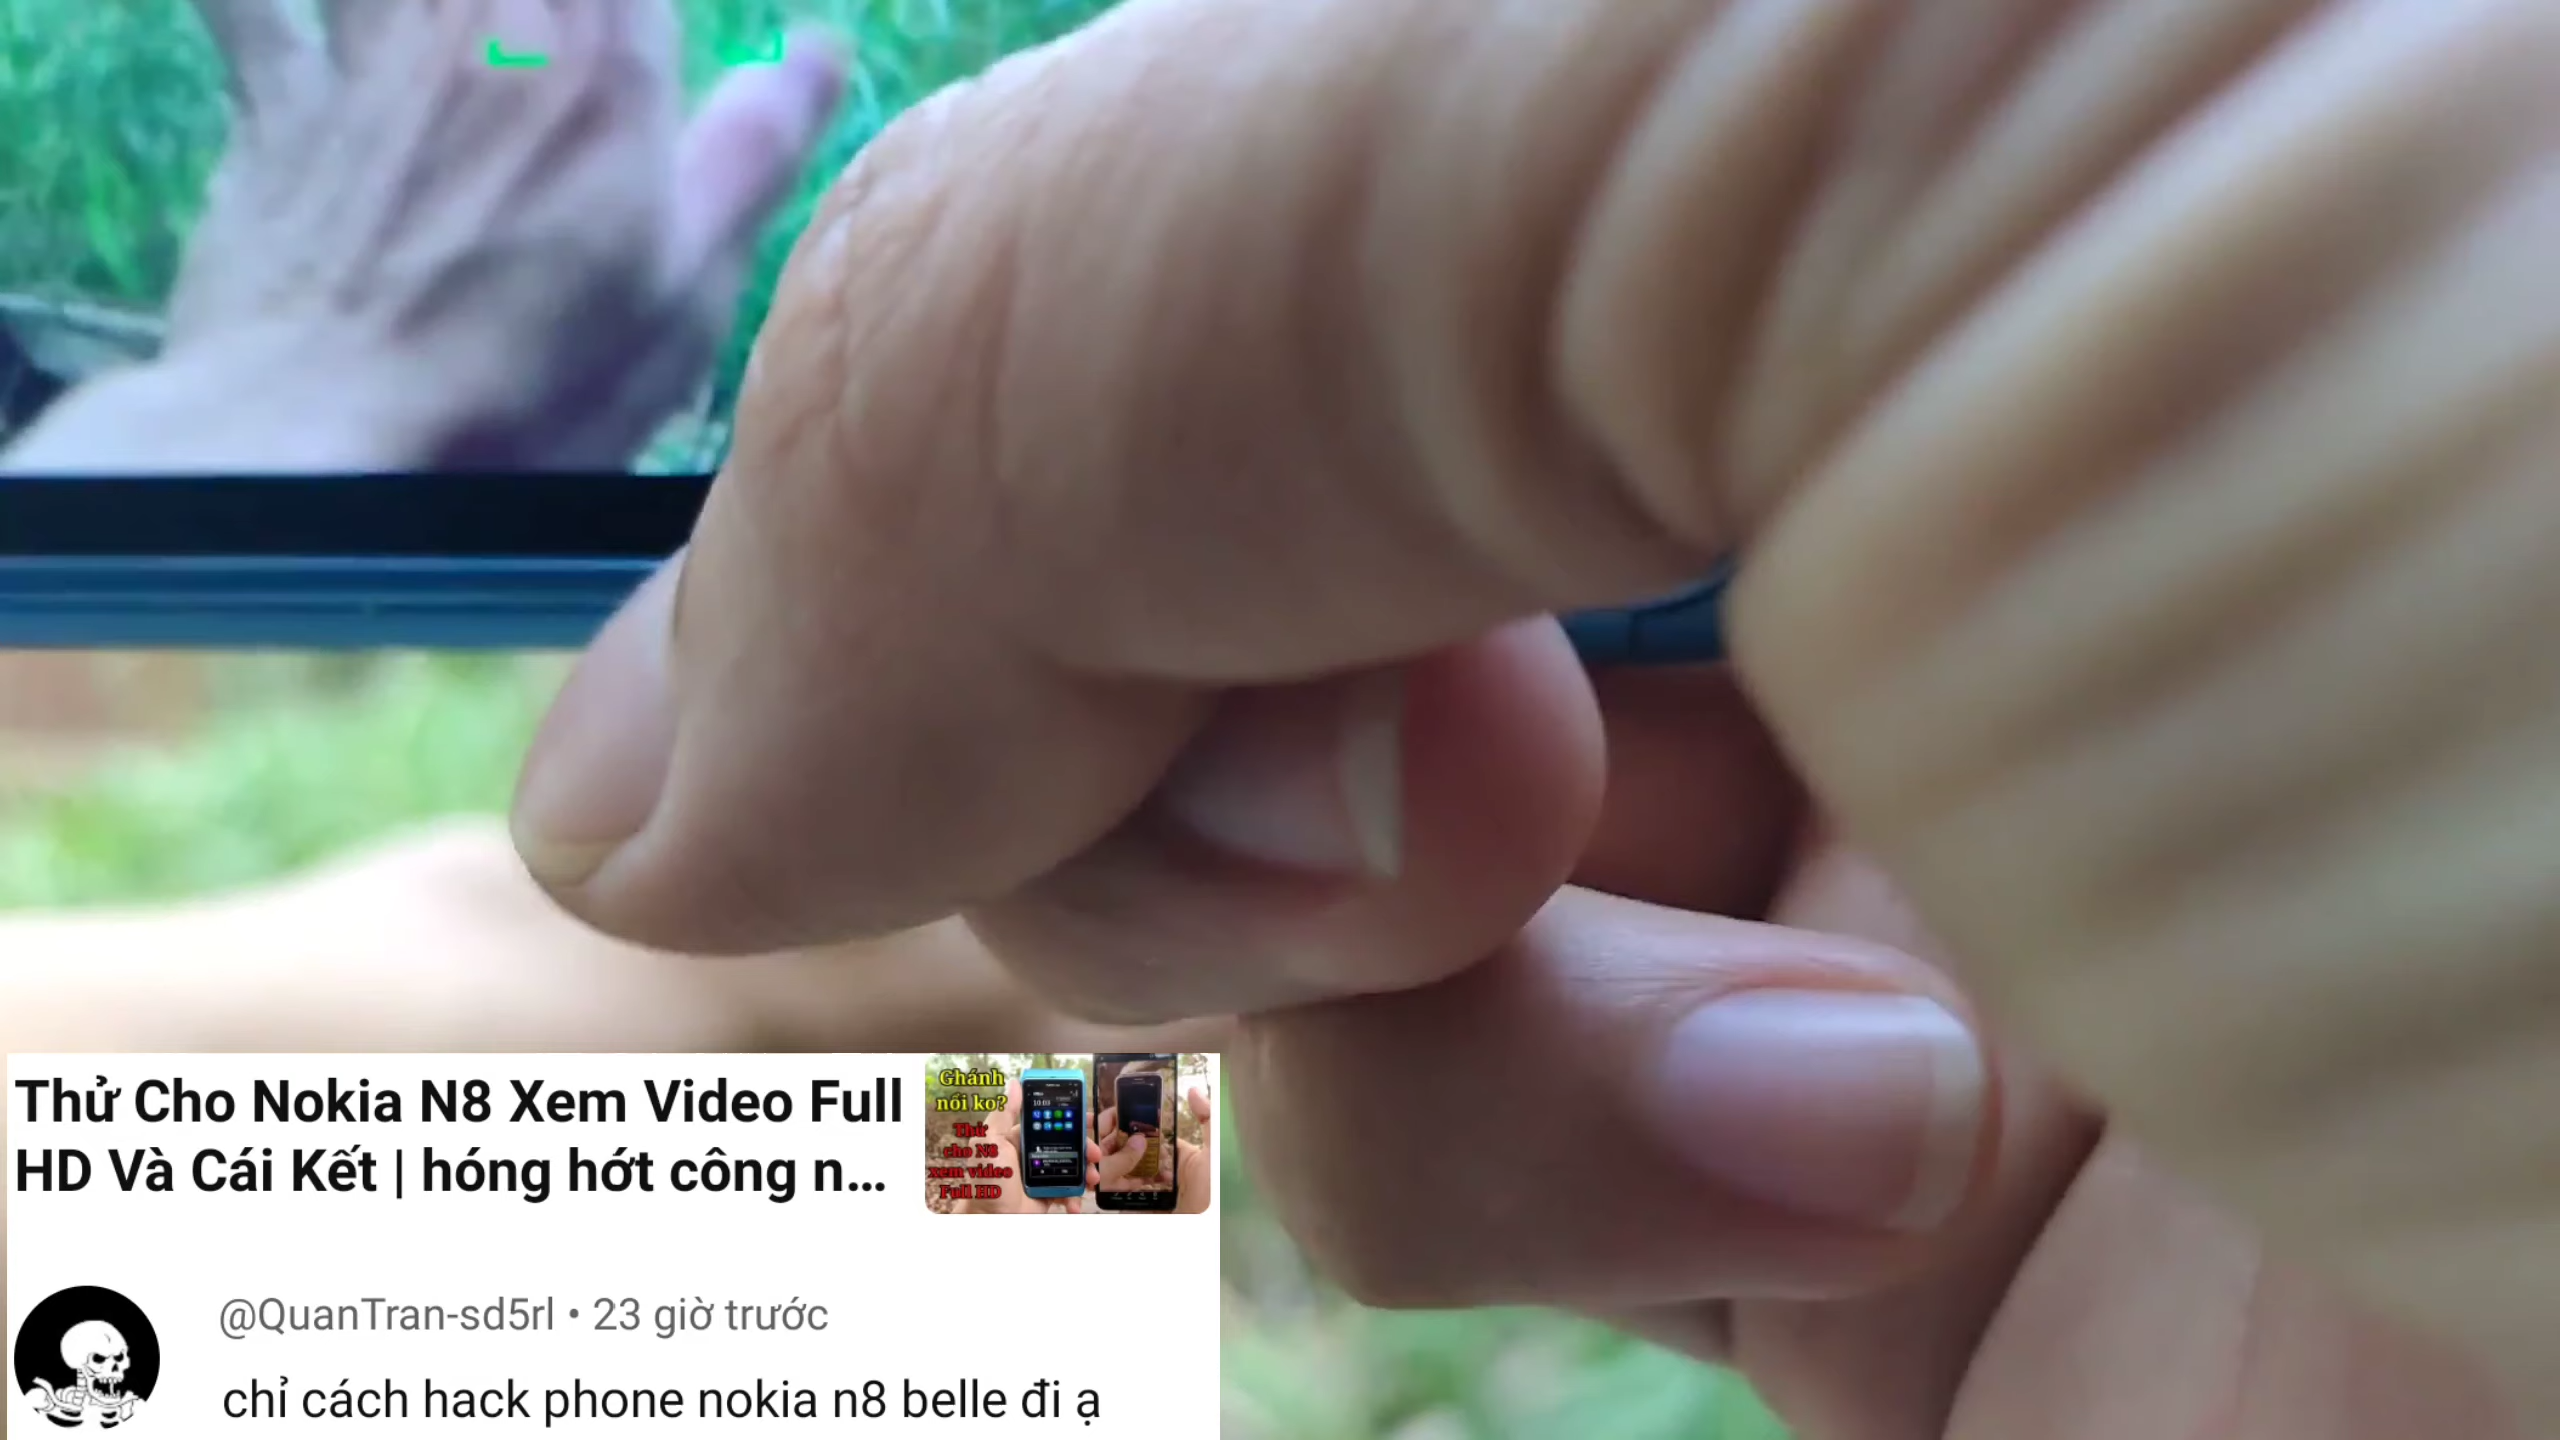 Thử Cho Nokia N8 Xem Video Full
HD Và Cái Kết | hóng hớt công n...
Ghánh
nổi ko?
Thử
cho N8
xem video
Full HD
@QuanTran-sd5rl • 23 giờ trước
chỉ cách hack phone nokia n8 belle đi ạ